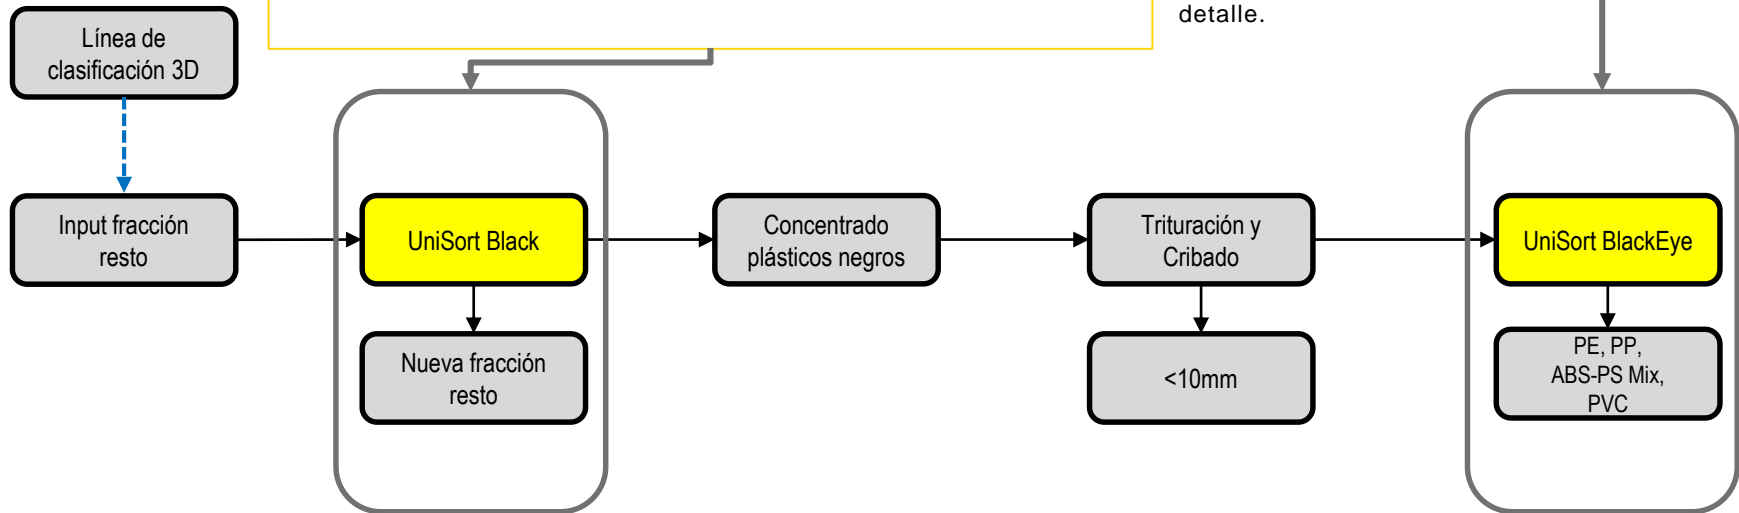 detalle.
Línea de
clasificación 3D
Input fracción
resto
UniSort Black
Concentrado
plásticos negros
Trituración y
Cribado
UniSort BlackEye
Nueva fracción
resto
<10mm
PE, PP,
ABS-PS Mix,
PVC